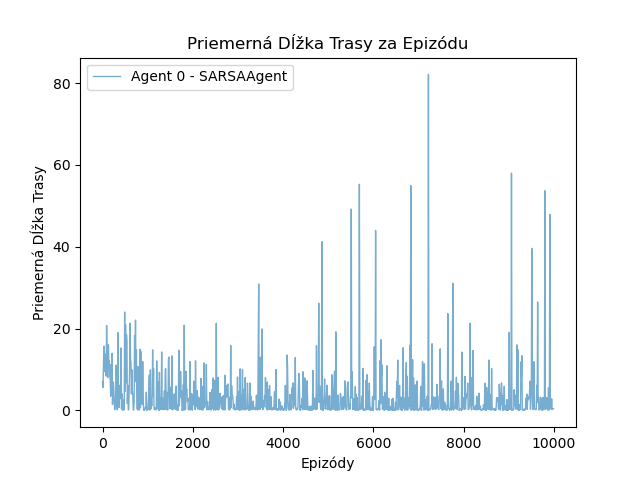 Priemerná Dĺžka Trasy za Epizódu
Agent 0 - SARSAAgent
Priemerná Dĺžka Trasy
80
60
40
20
0
0 2000 4000 6000 8000 10000
Epizódy